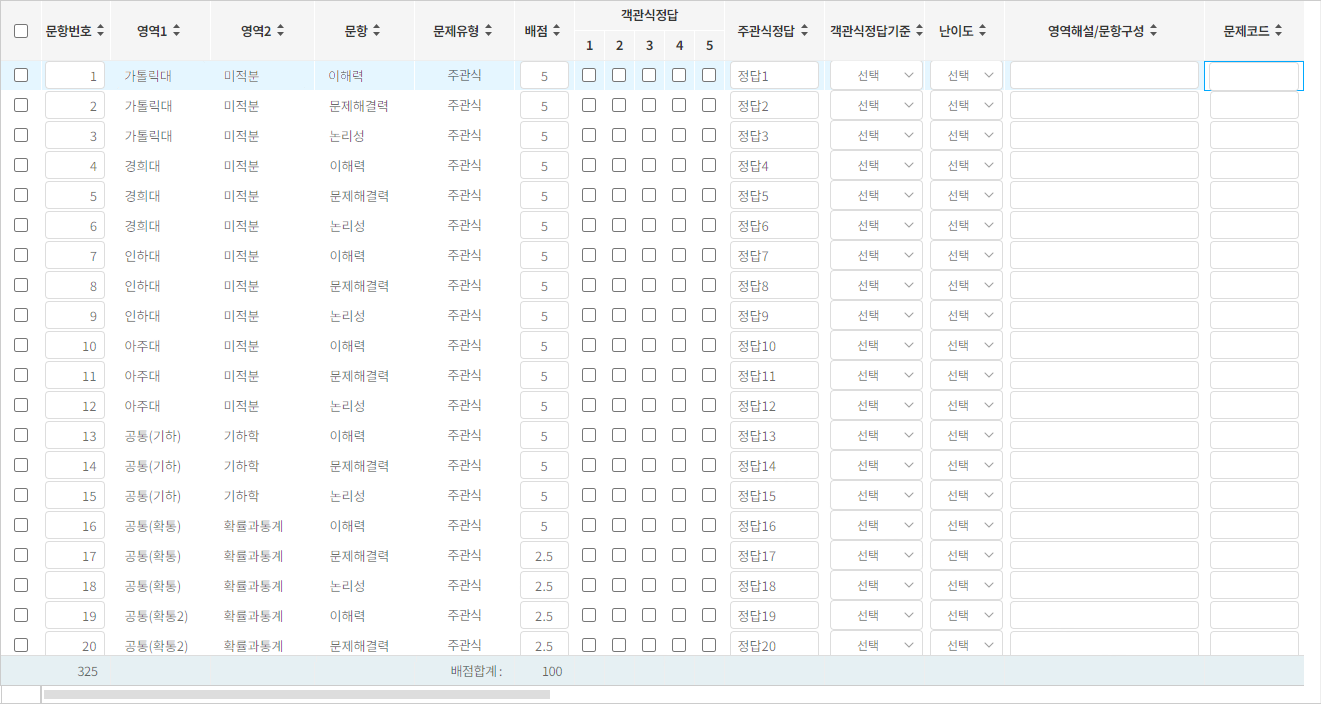 문항번호 영역1 영역2 문항 문제유형 배점 객관식정답 주관식정답 객관식정답기준 난이도 영역해설/문항구성 문제코드
1 2 3 4 5
1 가톨릭대 미적분 이해력 주관식 5 정답1 선택 선택
2 가톨릭대 미적분 문제해결력 주관식 5 정답2 선택 선택
3 가톨릭대 미적분 논리성 주관식 5 정답3 선택 선택
4 경희대 미적분 이해력 주관식 5 정답4 선택 선택
5 경희대 미적분 문제해결력 주관식 5 정답5 선택 선택
6 경희대 미적분 논리성 주관식 5 정답6 선택 선택
7 인하대 미적분 이해력 주관식 5 정답7 선택 선택
8 인하대 미적분 문제해결력 주관식 5 정답8 선택 선택
9 인하대 미적분 논리성 주관식 5 정답9 선택 선택
10 아주대 미적분 이해력 주관식 5 정답10 선택 선택
11 아주대 미적분 문제해결력 주관식 5 정답11 선택 선택
12 아주대 미적분 논리성 주관식 5 정답12 선택 선택
13 공통(기하) 기하학 이해력 주관식 5 정답13 선택 선택
14 공통(기하) 기하학 문제해결력 주관식 5 정답14 선택 선택
15 공통(기하) 기하학 논리성 주관식 5 정답15 선택 선택
16 공통(확통) 확률과통계 이해력 주관식 5 정답16 선택 선택
17 공통(확통) 확률과통계 문제해결력 주관식 2.5 정답17 선택 선택
18 공통(확통) 확률과통계 논리성 주관식 2.5 정답18 선택 선택
19 공통(확통2) 확률과통계 이해력 주관식 2.5 정답19 선택 선택
20 공통(확통2) 확률과통계 문제해결력 주관식 2.5 정답20 선택 선택
325 배점합계 : 100